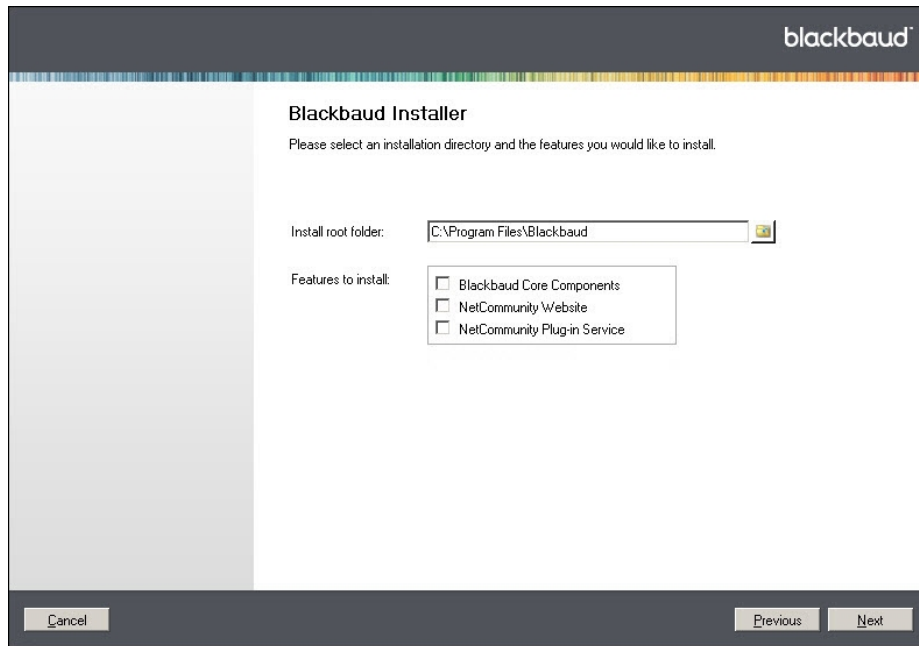 blackbaud
Blackbaud Installer
Please select an installation directory and the features you would like to install.
Install root folder: C:\Program Files\Blackbaud
Features to install:
Blackbaud Core Components
NetCommunity Website
NetCommunity Plug-in Service
Cancel Previous Next